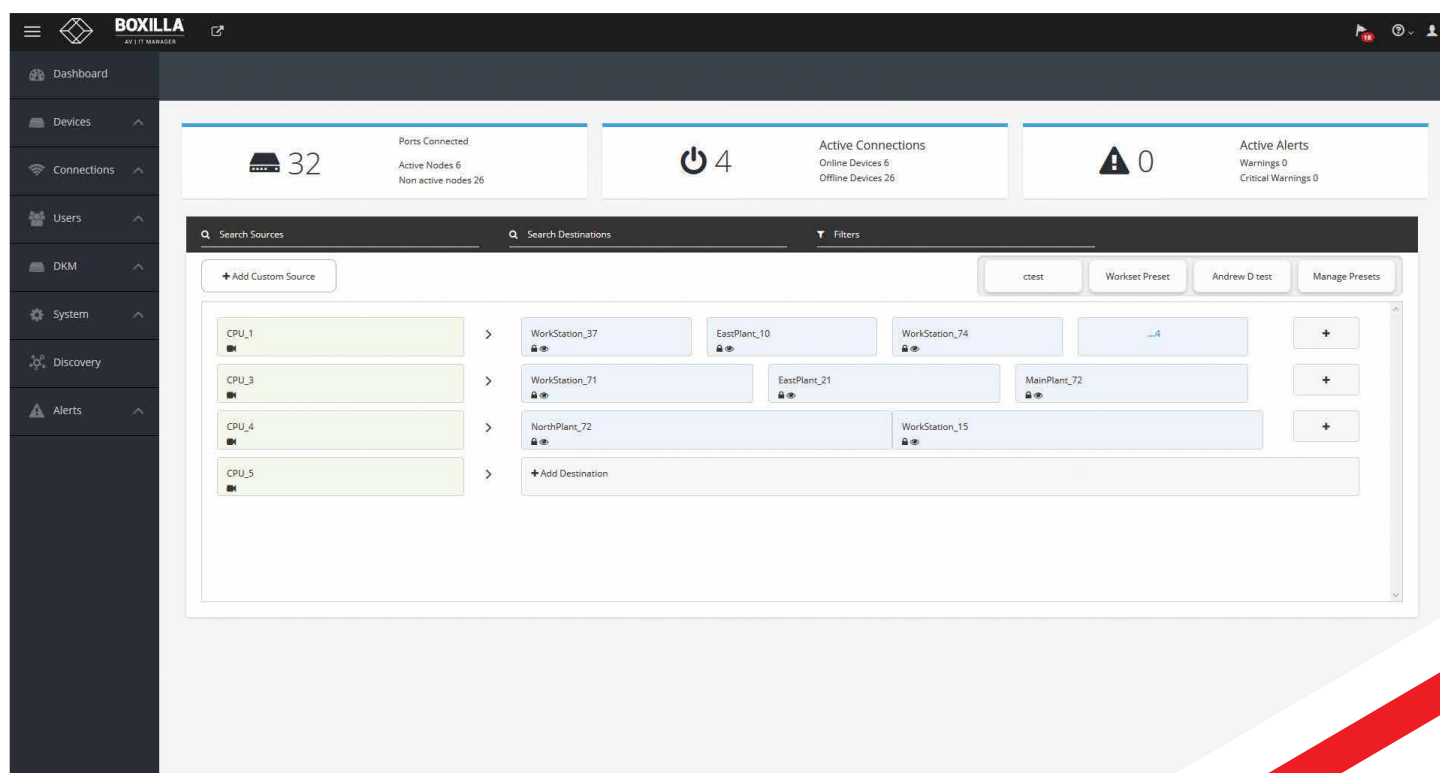 BOXILLA
AV | IT MANAGER
18
Dashboard
Devices
Connections
Users
DKM
System
Discovery
Alerts
32
Ports Connected
Active Nodes 6
Non active nodes 26
4
Active Connections
Online Devices 6
Offline Devices 26
0
Active Alerts
Warnings 0
Critical Warnings 0
Search Sources Search Destinations Filters
+ Add Custom Source ctest Workset Preset Andrew D test Manage Presets
CPU_1 > WorkStation_37 EastPlant_10 WorkStation_74 ...4 +
CPU_3 > WorkStation_71 EastPlant_21 MainPlant_72 +
CPU_4 > NorthPlant_72 WorkStation_15 +
CPU_5 > + Add Destination